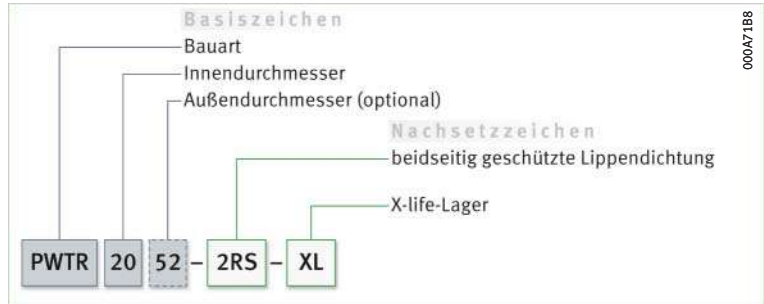 Basiszeichen
Bauart
Innendurchmesser
Außendurchmesser (optional)
Nachsetzzeichen
beidseitig geschützte Lippendichtung
X-life-Lager
PWTR 20 52 – 2RS – XL
000A71B8